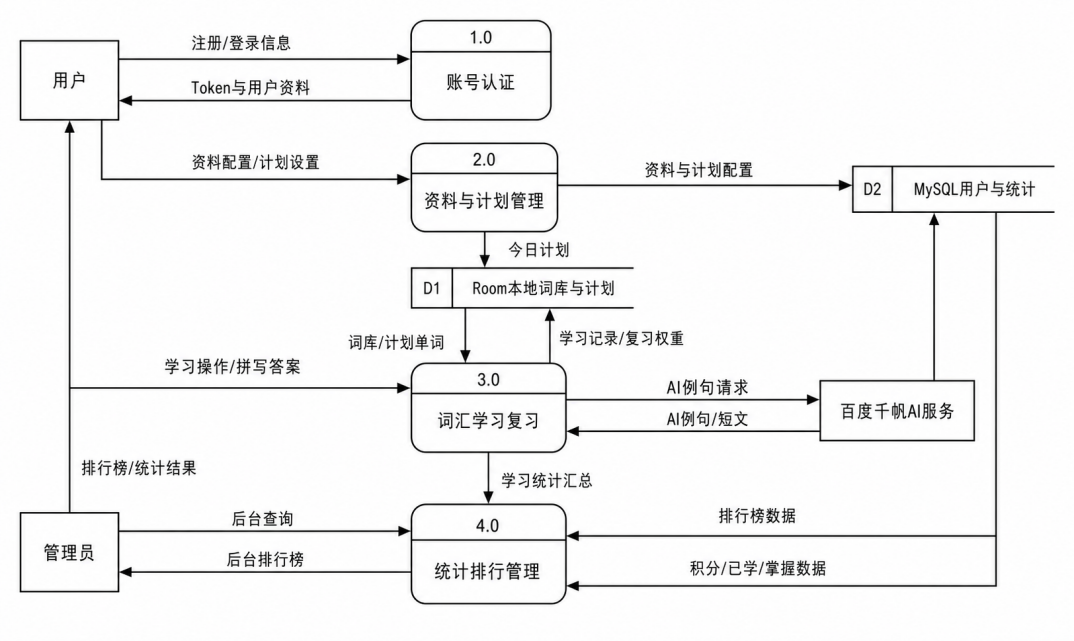 注册/登录信息
1.0
用户
账号认证
Token与用户资料
2.0
资料配置/计划设置
资料与计划配置
资料与计划管理
D2
MySQL用户与统计
今日计划
D1
Room本地词库与计划
词库/计划单词
学习记录/复习权重
学习操作/拼写答案
3.0
AI例句请求
词汇学习复习
AI例句/短文
百度千帆AI服务
排行榜/统计结果
学习统计汇总
后台查询
4.0
排行榜数据
管理员
后台排行榜
统计排行管理
积分/已学/掌握数据